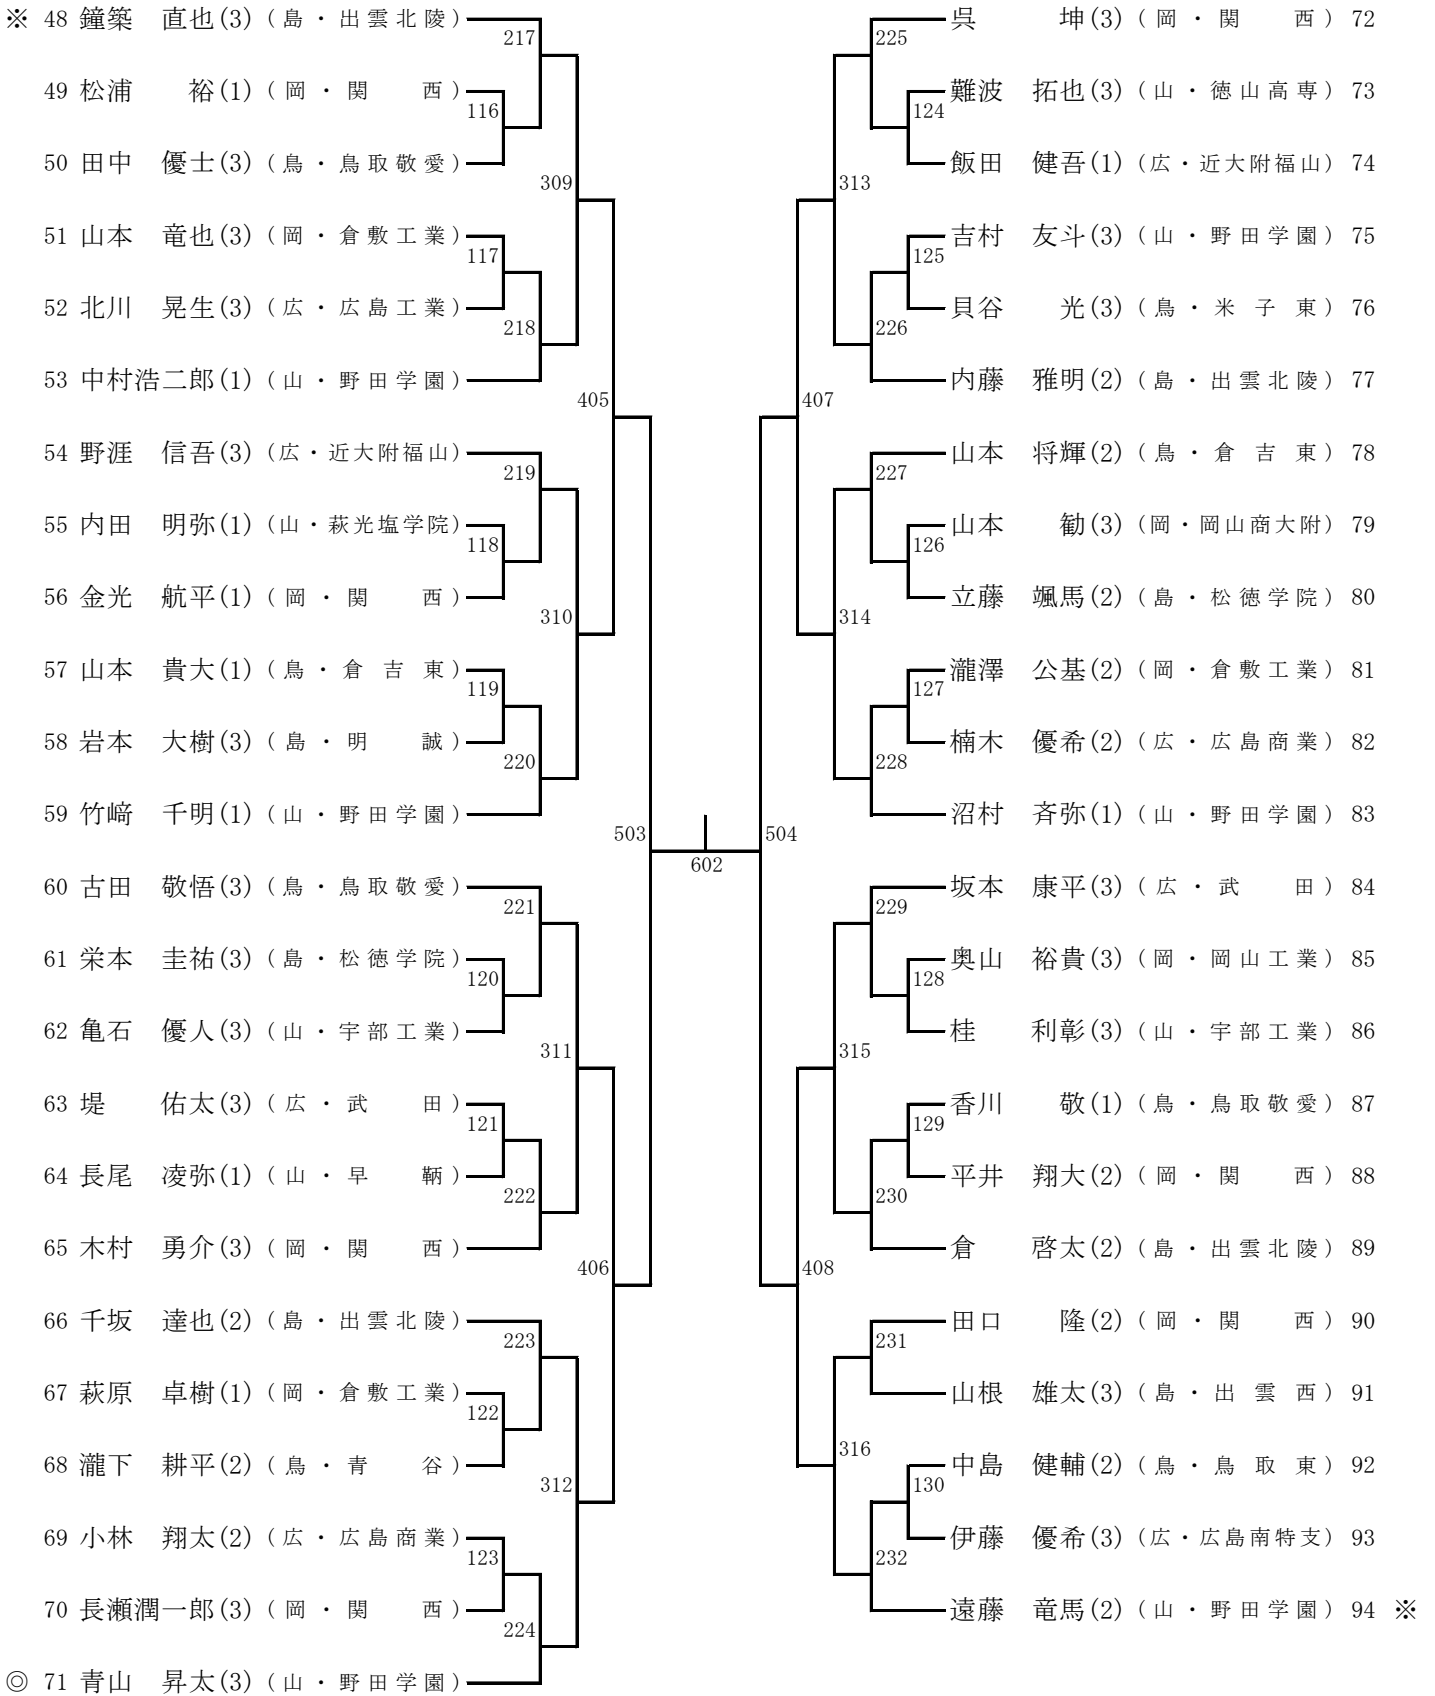 ※ 48 鐘築 直也(3) (島・出雲北陵)
217
49 松浦 裕(1) (岡・関 西)
116
50 田中 優士(3) (鳥・鳥取敬愛)
309
51 山本 竜也(3) (岡・倉敷工業)
117
52 北川 晃生(3) (広・広島工業)
218
53 中村浩二郎(1) (山・野田学園)
405
54 野涯 信吾(3) (広・近大附福山)
219
55 内田 明弥(1) (山・萩光塩学院)
118
56 金光 航平(1) (岡・関 西)
310
57 山本 貴大(1) (鳥・倉吉東)
119
58 岩本 大樹(3) (島・明 誠)
220
59 竹﨑 千明(1) (山・野田学園)
503
60 古田 敬悟(3) (鳥・鳥取敬愛)
221
61 栄本 圭祐(3) (島・松徳学院)
120
62 亀石 優人(3) (山・宇部工業)
311
63 堤 佑太(3) (広・武 田)
121
64 長尾 凌弥(1) (山・早 鞆)
222
65 木村 勇介(3) (岡・関 西)
406
66 千坂 達也(2) (島・出雲北陵)
223
67 萩原 卓樹(1) (岡・倉敷工業)
122
68 瀧下 耕平(2) (鳥・青 谷)
312
69 小林 翔太(2) (広・広島商業)
123
70 長瀬潤一郎(3) (岡・関 西)
224
◎ 71 青山 昇太(3) (山・野田学園)
602
呉 坤(3) (岡・関 西) 72
225
難波 拓也(3) (山・徳山高専) 73
124
飯田 健吾(1) (広・近大附福山) 74
313
吉村 友斗(3) (山・野田学園) 75
125
貝谷 光(3) (鳥・米子東) 76
226
内藤 雅明(2) (島・出雲北陵) 77
407
山本 将輝(2) (鳥・倉吉東) 78
227
山本 勧(3) (岡・岡山商大附) 79
126
立藤 颯馬(2) (島・松徳学院) 80
314
瀧澤 公基(2) (岡・倉敷工業) 81
127
楠木 優希(2) (広・広島商業) 82
228
沼村 斉弥(1) (山・野田学園) 83
504
坂本 康平(3) (広・武 田) 84
229
奥山 裕貴(3) (岡・岡山工業) 85
128
桂 利彰(3) (山・宇部工業) 86
315
香川 敬(1) (鳥・鳥取敬愛) 87
129
平井 翔大(2) (岡・関 西) 88
230
倉 啓太(2) (島・出雲北陵) 89
408
田口 隆(2) (岡・関 西) 90
231
山根 雄太(3) (島・出雲西) 91
316
中島 健輔(2) (鳥・鳥取東) 92
130
伊藤 優希(3) (広・広島南特支) 93
232
遠藤 竜馬(2) (山・野田学園) 94 ※